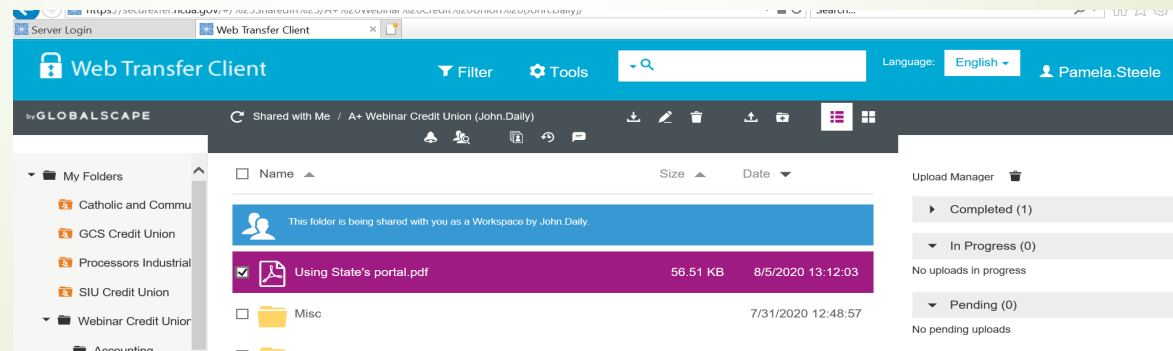 Search...
Server Login
Web Transfer Client
Web Transfer Client
Filter
Tools
Language:
English
Pamela.Steele
by GLOBALSCAPE
Shared with Me / A+ Webinar Credit Union (John.Daily)
My Folders
Catholic and Commu
GCS Credit Union
Processors Industrial
SIU Credit Union
Webinar Credit Union
Accounting
Name
Size
Date
This folder is being shared with you as a Workspace by John.Daily.
Using State's portal.pdf
56.51 KB
8/5/2020 13:12:03
Misc
7/31/2020 12:48:57
Upload Manager
Completed (1)
In Progress (0)
No uploads in progress
Pending (0)
No pending uploads